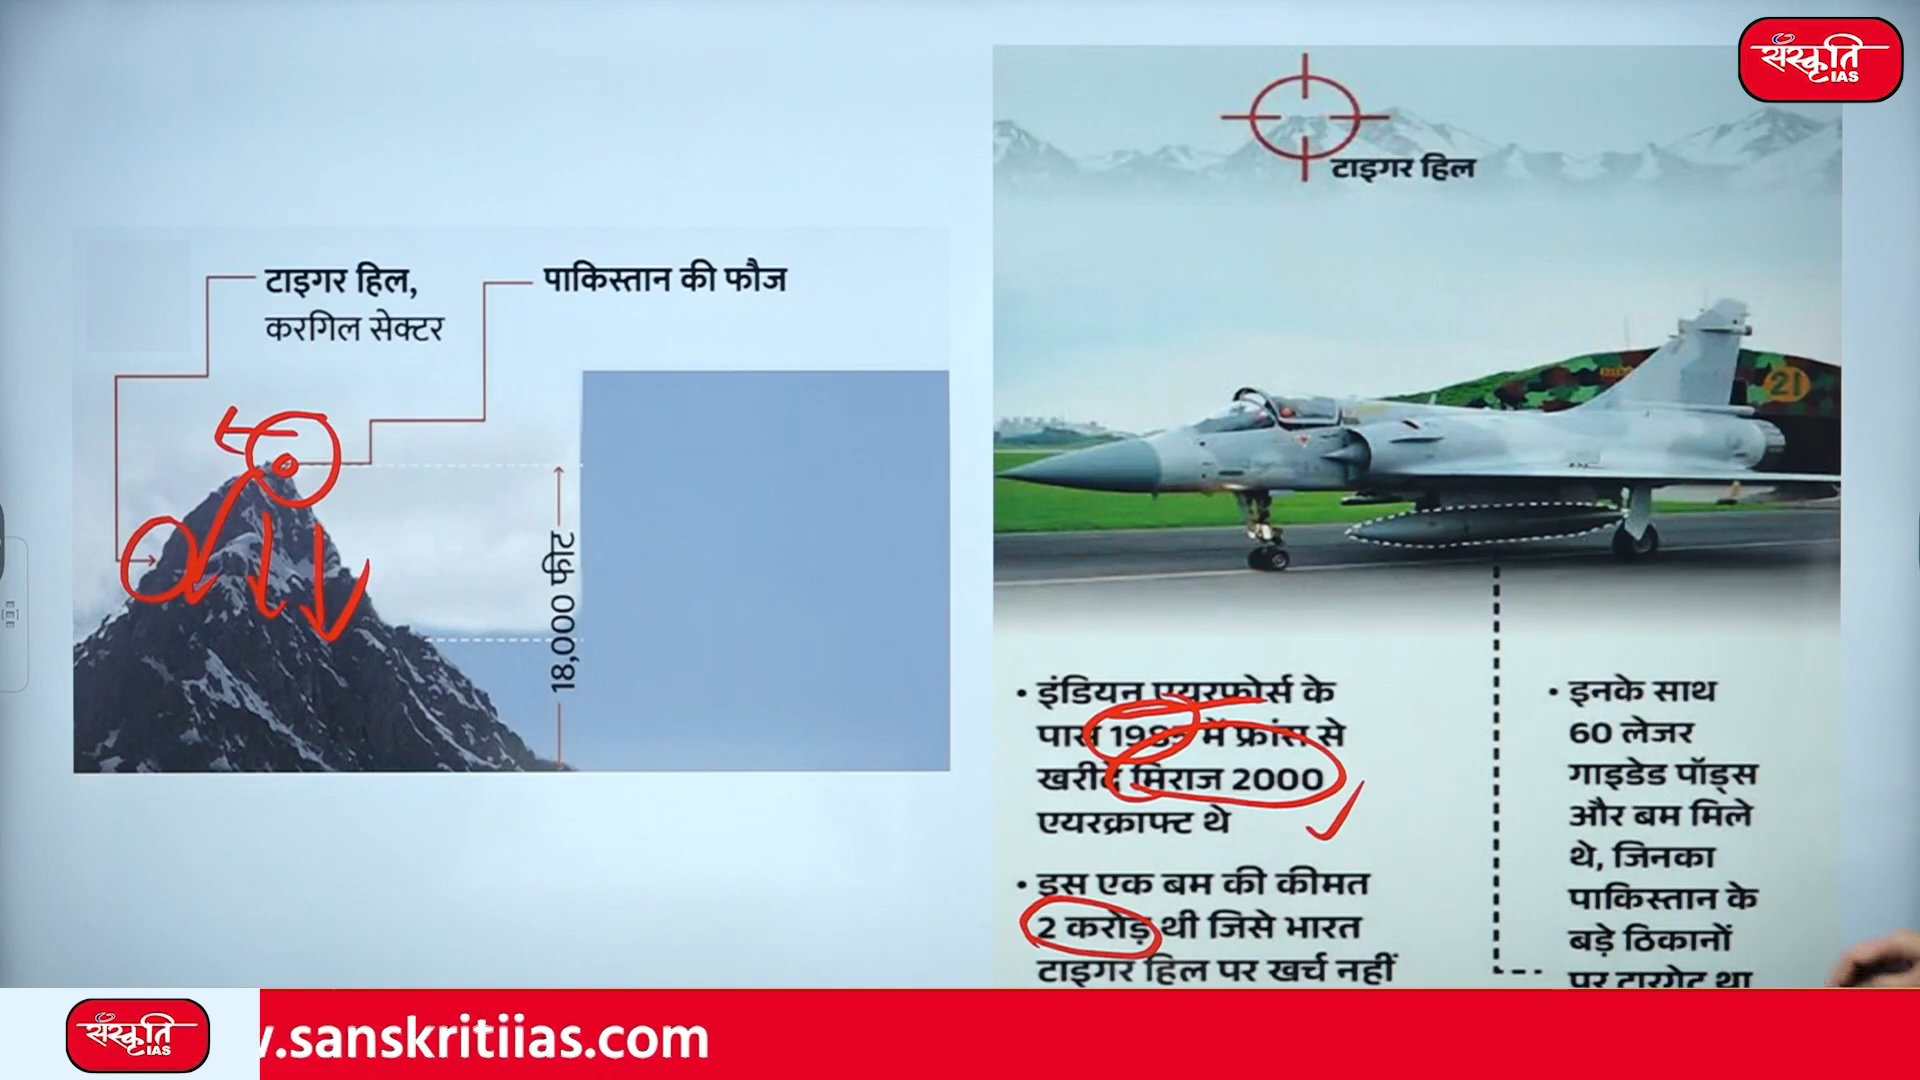 संस्कृति
IAS
टाइगर हिल
टाइगर हिल,
करगिल सेक्टर
पाकिस्तान की फौज
18,000 फीट
21
• इंडियन एयरफोर्स के
पास में फ्रांस से
खरीदे मिराज 2000
एयरक्राफ्ट थे
• इस एक बम की कीमत
2 करोड़ थी जिसे भारत
टाइगर हिल पर खर्च नहीं
• इनके साथ
60 लेजर
गाइडेड पॉड्स
और बम मिले
थे, जिनका
पाकिस्तान के
बड़े ठिकानों
पर टारगेट था
संस्कृति
IAS
.sanskritiias.com